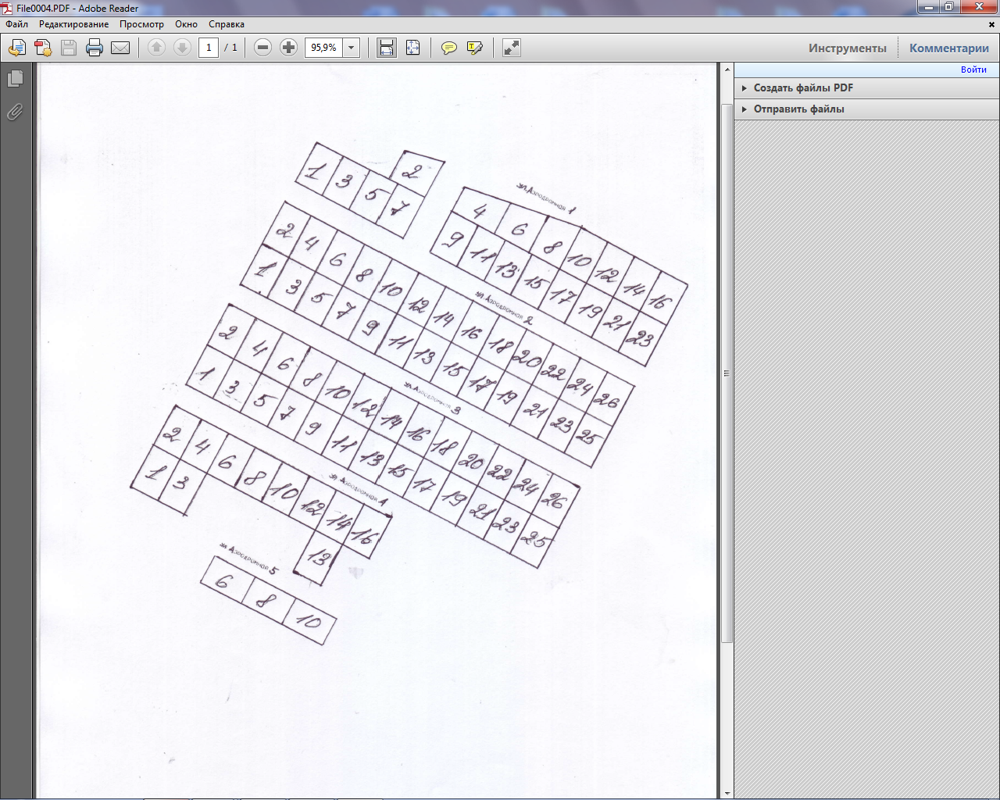 File0004.PDF - Adobe Reader
Файл Редактирование Просмотр Окно Справка
1 / 1 95,9% Инструменты Комментарии
Войти
Создать файлы PDF
Отправить файлы
2
1 3 5 7
ул. Аэродромная 1
4 6 8 10 12 14 16
9 11 13 15 17 19 21 23
ул Аэродромная 2
2 4 6 8 10 12 14 16 18 20 22 24 26
1 3 5 7 9 11 13 15 17 19 21 23 25
ул. Аэродромная 3
2 4 6 8 10 12 14 16 18 20 22 24 26
1 3 5 7 9 11 13 15 17 19 21 23 25
ул Аэродромная 4
2 4 6 8 10 12 14 16
1 3 13
ул Аэродромная 5
6 8 10